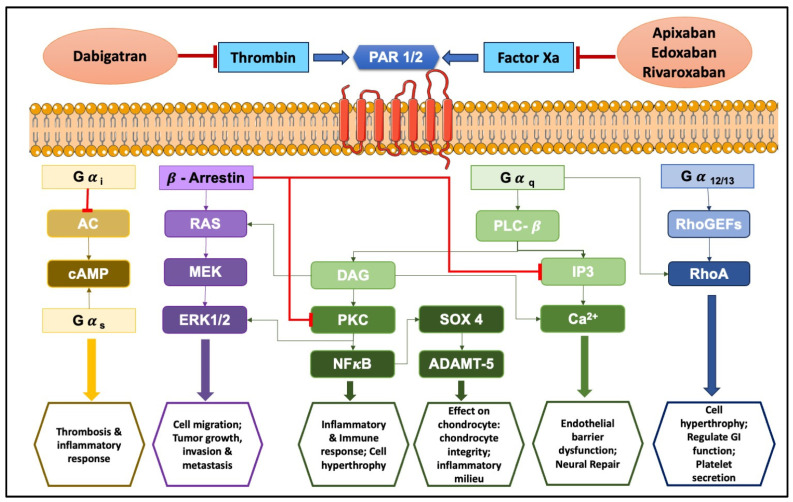 Dabigatran
Thrombin
PAR 1/2
Factor Xa
Apixaban
Edoxaban
Rivaroxaban
G α i
β - Arrestin
G α q
G α 12/13
AC
RAS
PLC- β
RhoGEFs
cAMP
MEK
DAG
IP3
RhoA
G α s
ERK1/2
PKC
SOX 4
Ca2+
NFκB
ADAMT-5
Thrombosis &
inflammatory
response
Cell migration;
Tumor growth,
invasion &
metastasis
Inflammatory
& Immune
response; Cell
hyperthrophy
Effect on
chondrocyte:
chondrocyte
integrity;
inflammatory
milieu
Endothelial
barrier
dysfunction;
Neural Repair
Cell
hyperthrophy;
Regulate GI
function;
Platelet
secretion